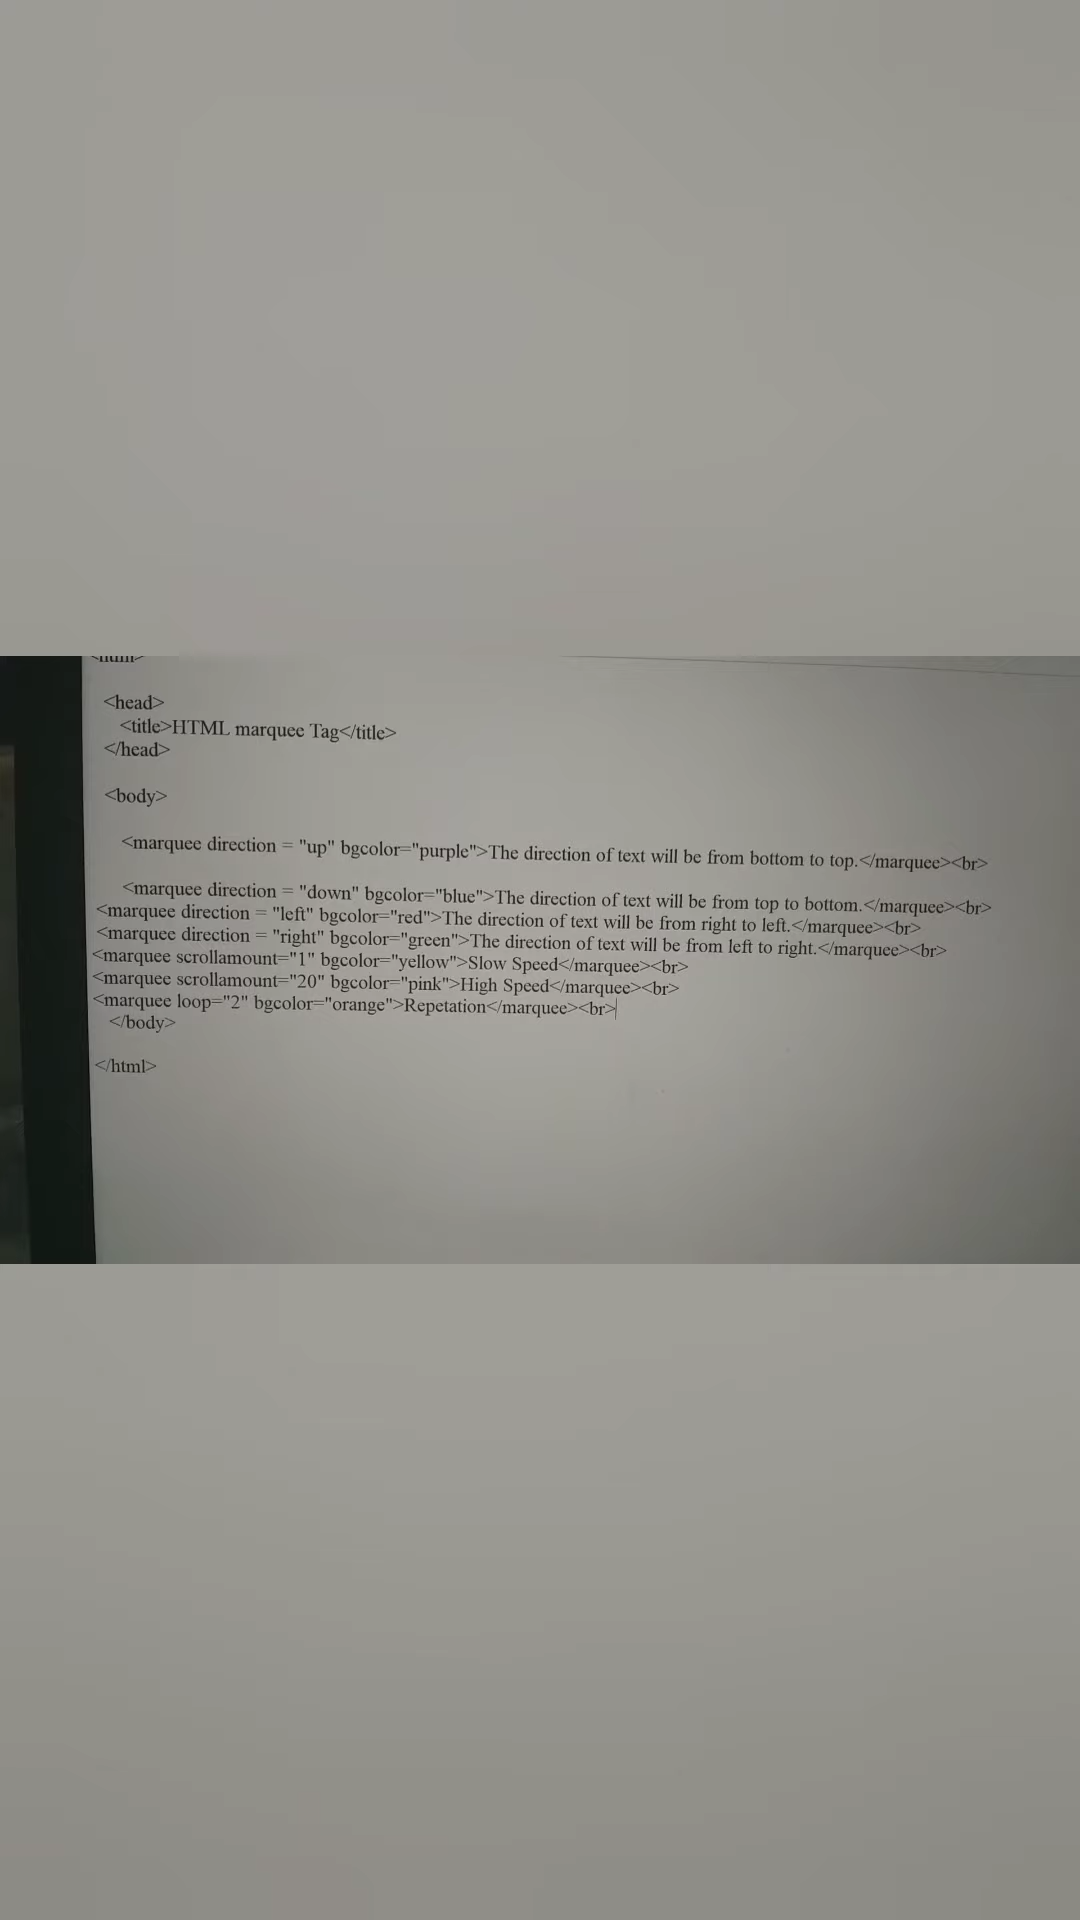 <html>
<head>
<title>HTML marquee Tag</title>
</head>
<body>
<marquee direction = "up" bgcolor="purple">The direction of text will be from bottom to top.</marquee><br>
<marquee direction = "down" bgcolor="blue">The direction of text will be from top to bottom.</marquee><br>
<marquee direction = "left" bgcolor="red">The direction of text will be from right to left.</marquee><br>
<marquee direction = "right" bgcolor="green">The direction of text will be from left to right.</marquee><br>
<marquee scrollamount="1" bgcolor="yellow">Slow Speed</marquee><br>
<marquee scrollamount="20" bgcolor="pink">High Speed</marquee><br>
<marquee loop="2" bgcolor="orange">Repetation</marquee><br>
</body>
</html>